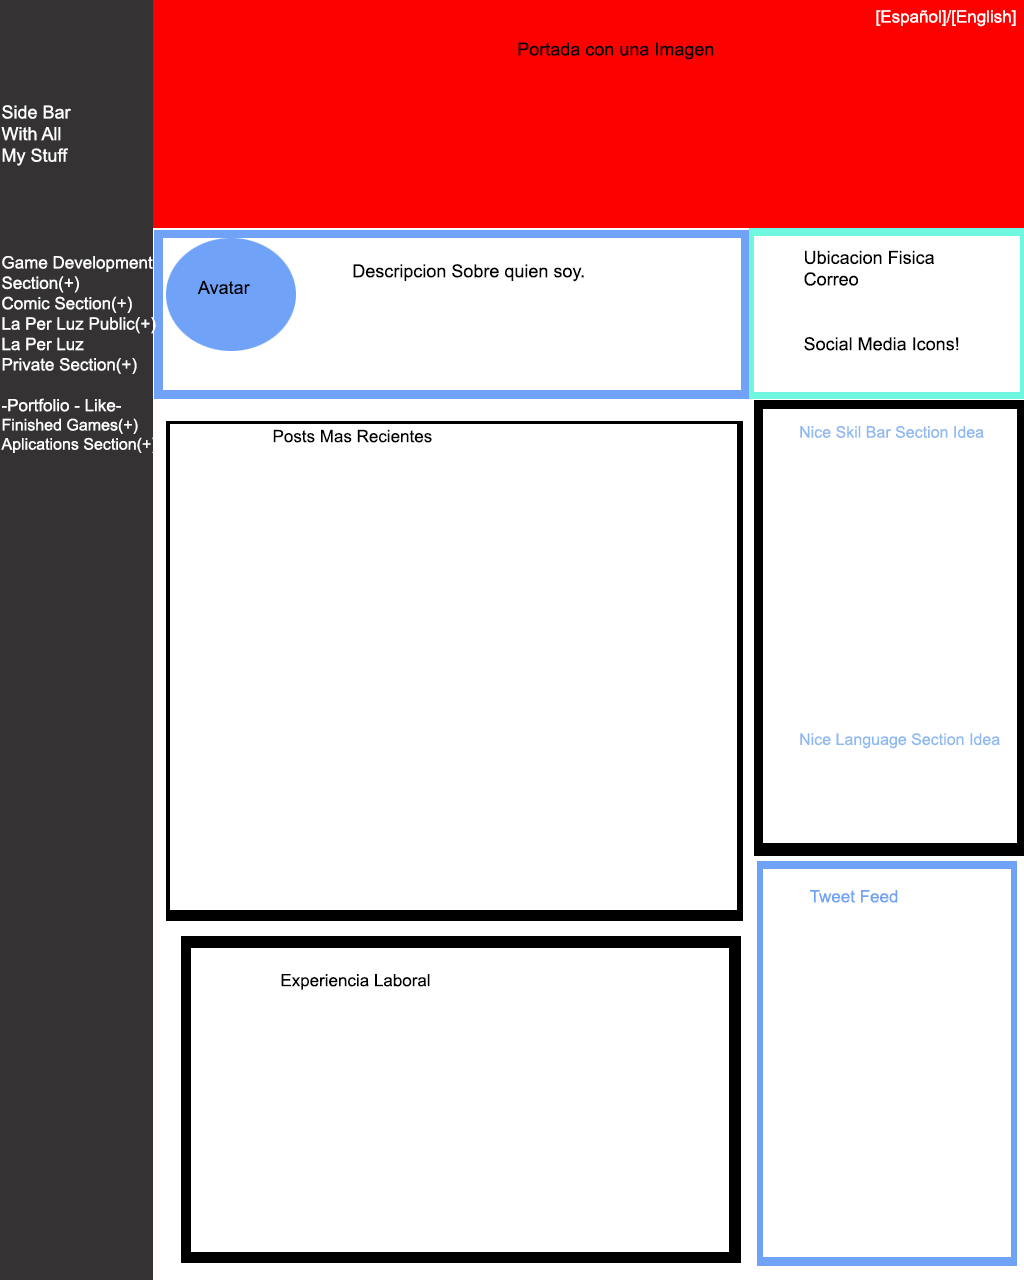 [Español]/[English]
Portada con una Imagen
Side Bar
With All
My Stuff
Game Development
Section(+)
Comic Section(+)
La Per Luz Public(+)
La Per Luz
Private Section(+)
-Portfolio - Like-
Finished Games(+)
Aplications Section(+)
Avatar
Descripcion Sobre quien soy.
Ubicacion Fisica
Correo
Social Media Icons!
Posts Mas Recientes
Nice Skil Bar Section Idea
Nice Language Section Idea
Tweet Feed
Experiencia Laboral